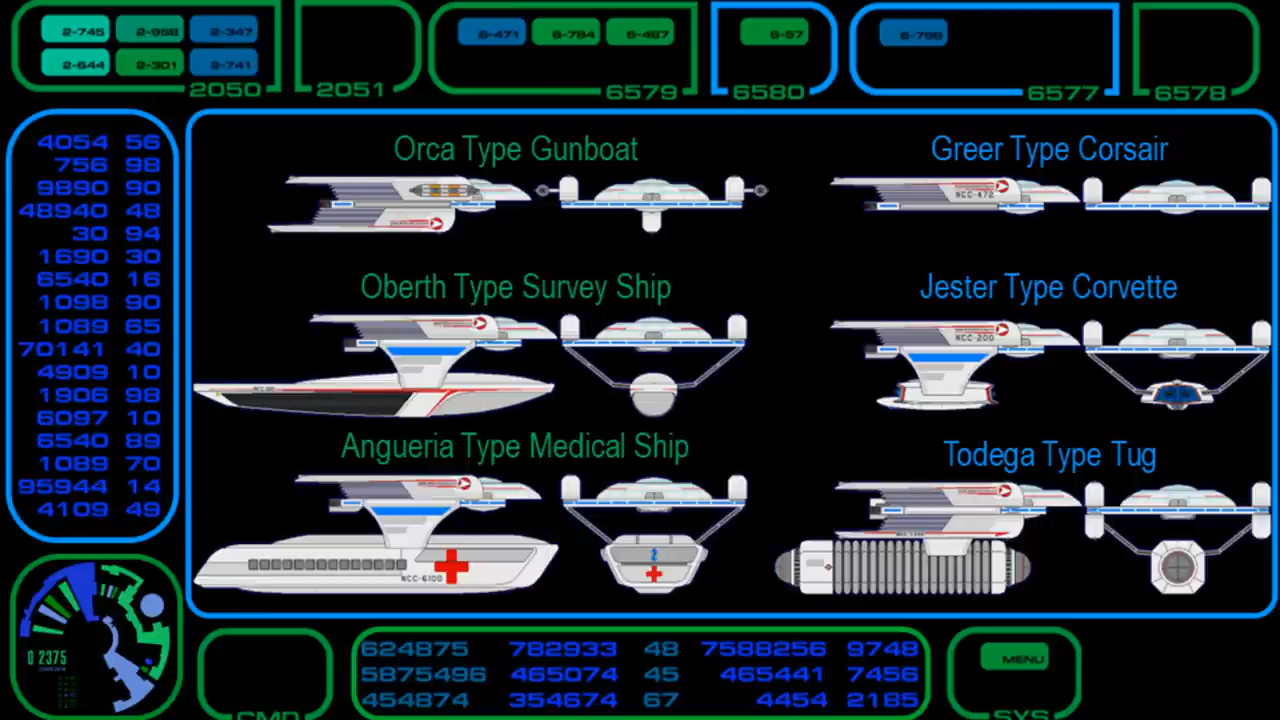 2-745 2-958 2-347
2-644 2-301 2-741
2050
2051
6-471 6-784 6-487
6579
6-57
6580
6-798
6577
6578
4054 56
756 98
9890 90
48940 48
30 94
1690 30
6540 16
1098 90
1089 65
70141 40
4909 10
1906 98
6097 10
6540 89
1089 70
95944 14
4109 49
Orca Type Gunboat
Greer Type Corsair
NCC-472
Oberth Type Survey Ship
Jester Type Corvette
NCC-200
Angueria Type Medical Ship
NCC-6100
Todega Type Tug
0 2375
CMD
624875 782933 48 7588256 9748
5875496 465074 45 465441 7456
454874 354674 67 4454 2185
MENU
SYS